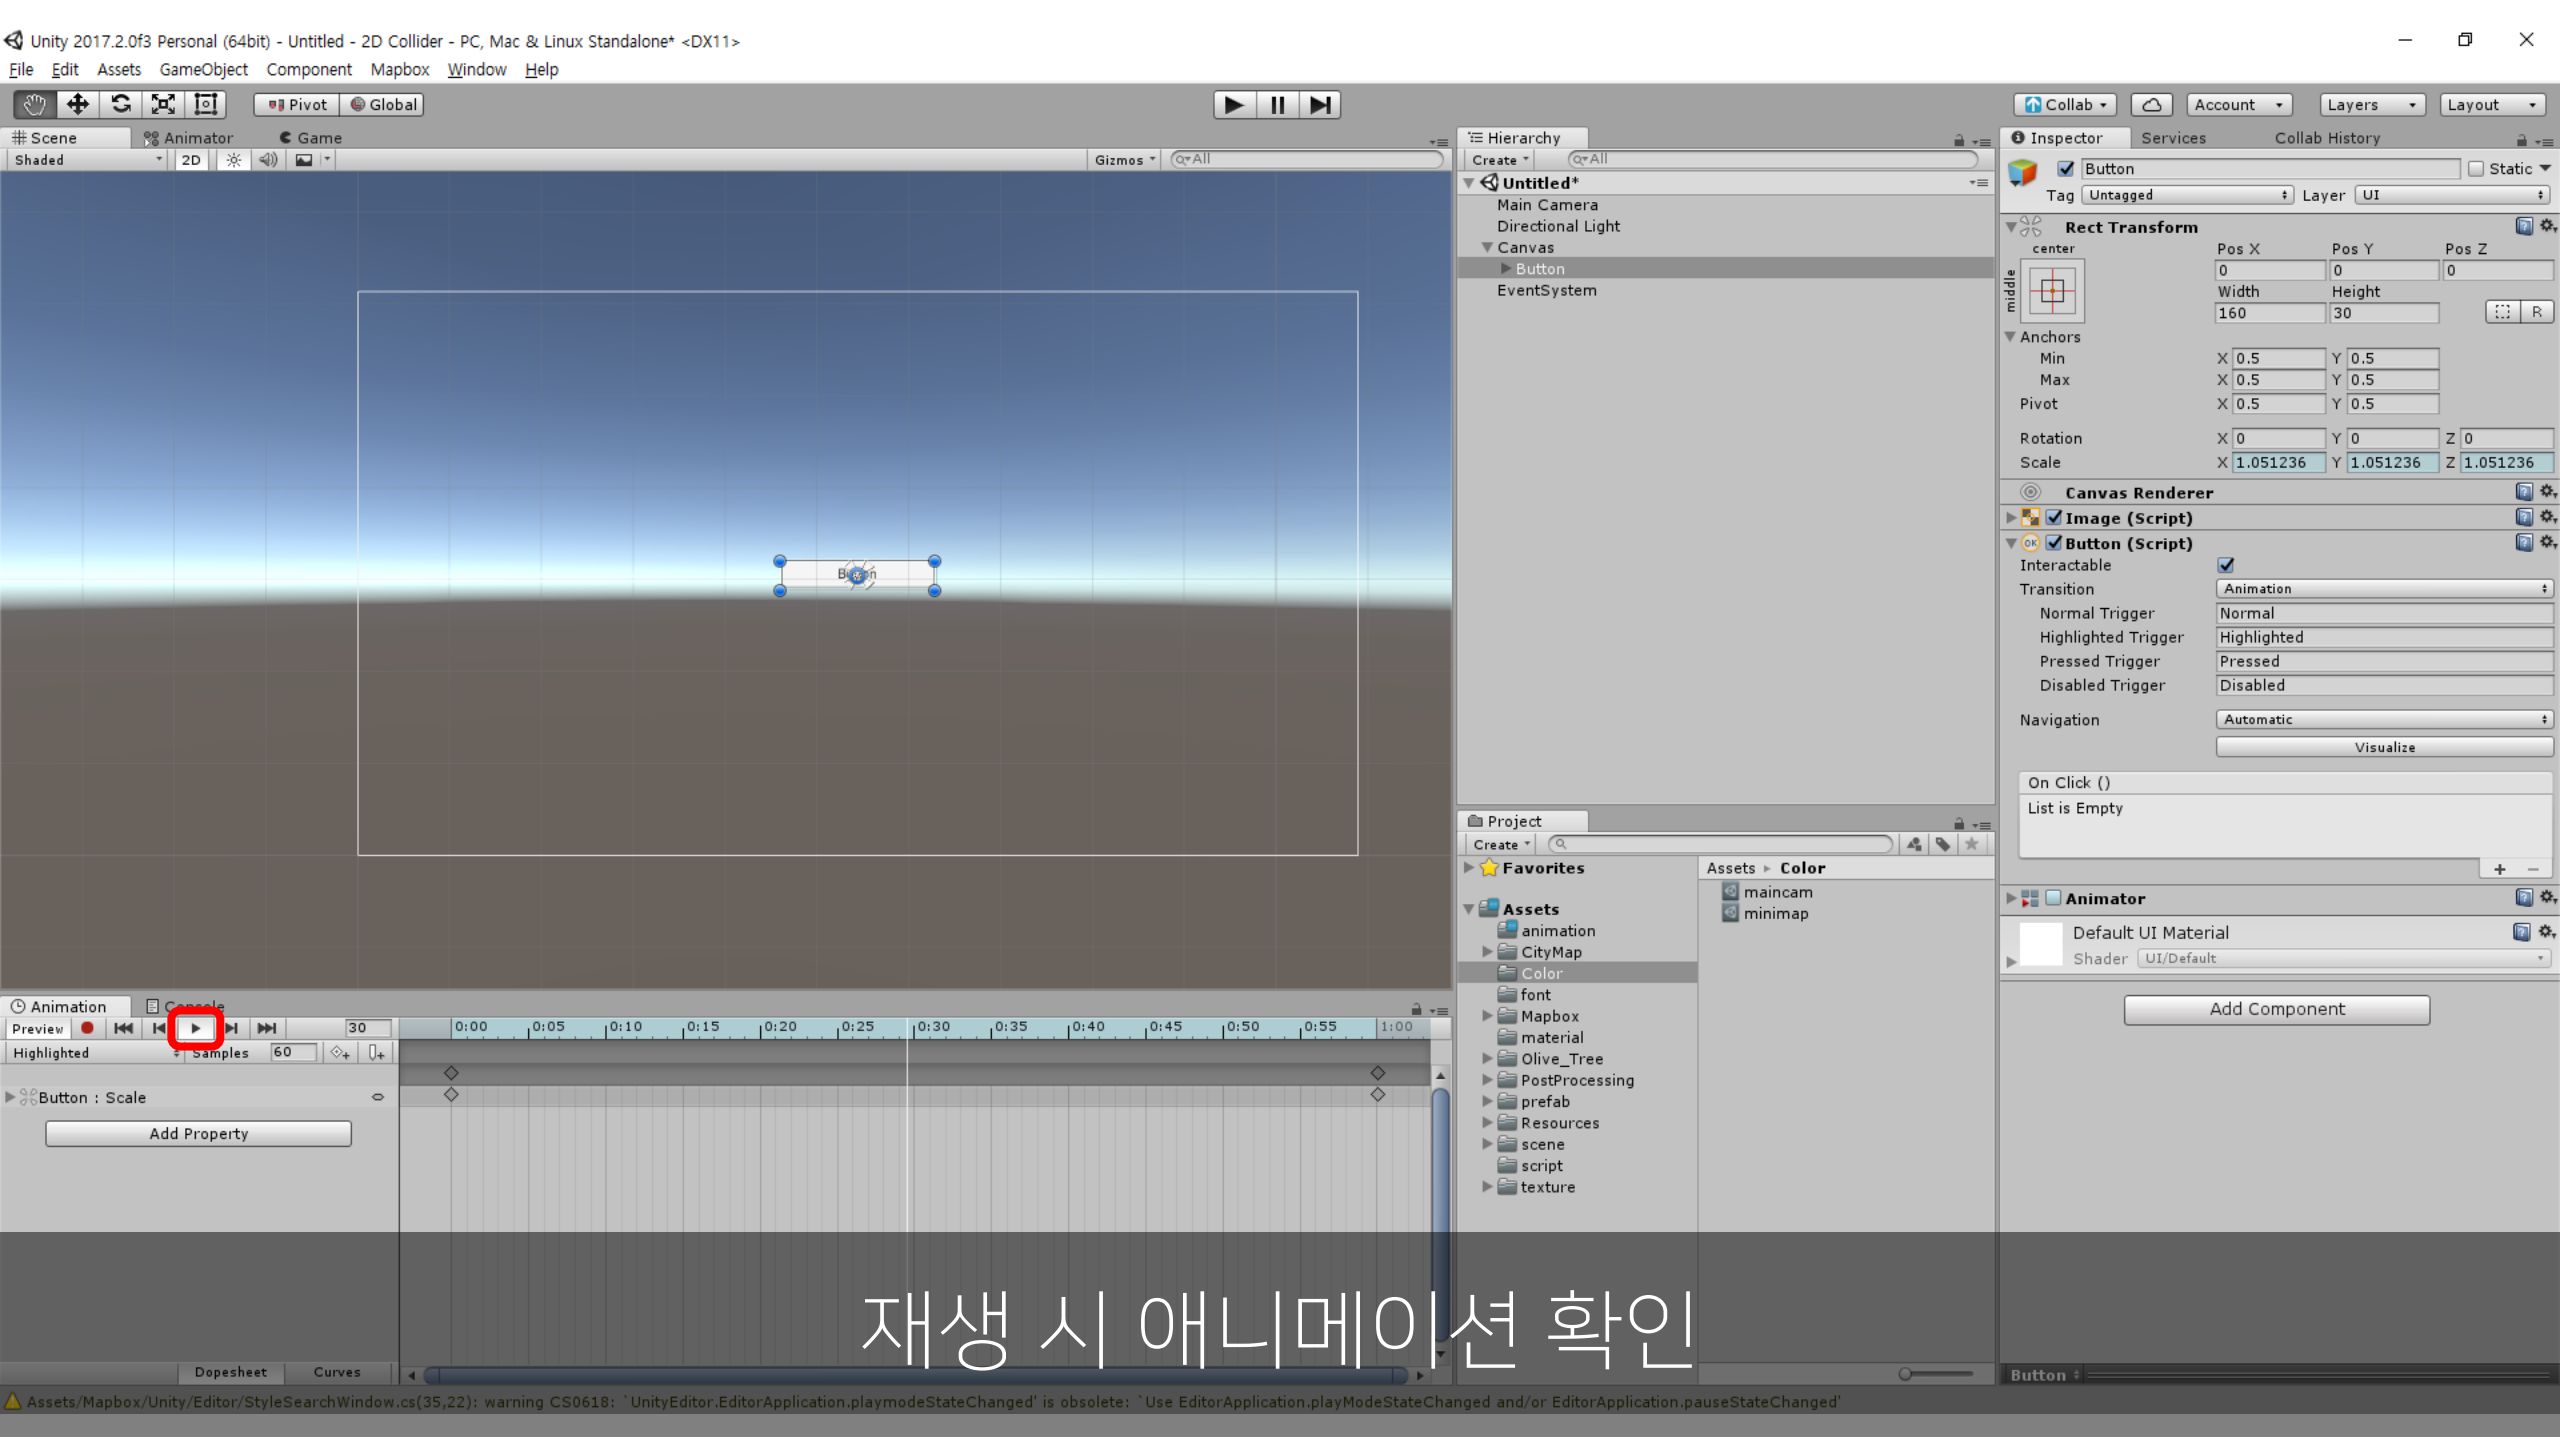 Unity 2017.2.0f3 Personal (64bit) - Untitled - 2D Collider - PC, Mac & Linux Standalone* <DX11>
File Edit Assets GameObject Component Mapbox Window Help
Pivot Global Collab Account Layers Layout
Scene Animator Game
Shaded 2D Gizmos All
Button
Hierarchy
Create All
Untitled*
Main Camera
Directional Light
Canvas
Button
EventSystem
Project
Create
Favorites
Assets
animation
CityMap
Color
font
Mapbox
material
Olive_Tree
PostProcessing
prefab
Resources
scene
script
texture
Assets Color
maincam
minimap
Inspector Services Collab History
Button Static
Tag Untagged Layer UI
Rect Transform
center Pos X Pos Y Pos Z
middle 0 0 0
Width Height
160 30 R
Anchors
Min X 0.5 Y 0.5
Max X 0.5 Y 0.5
Pivot X 0.5 Y 0.5
Rotation X 0 Y 0 Z 0
Scale X 1.051236 Y 1.051236 Z 1.051236
Canvas Renderer
Image (Script)
OK Button (Script)
Interactable
Transition Animation
Normal Trigger Normal
Highlighted Trigger Highlighted
Pressed Trigger Pressed
Disabled Trigger Disabled
Navigation Automatic
Visualize
On Click ()
List is Empty
Animator
Default UI Material
Shader UI/Default
Add Component
Button
Animation Console
Preview 30 0:00 0:05 0:10 0:15 0:20 0:25 0:30 0:35 0:40 0:45 0:50 0:55 1:00
Highlighted Samples 60
Button : Scale
Add Property
Dopesheet Curves
재생 시 애니메이션 확인
Assets/Mapbox/Unity/Editor/StyleSearchWindow.cs(35,22): warning CS0618: `UnityEditor.EditorApplication.playmodeStateChanged' is obsolete: `Use EditorApplication.playModeStateChanged and/or EditorApplication.pauseStateChanged'